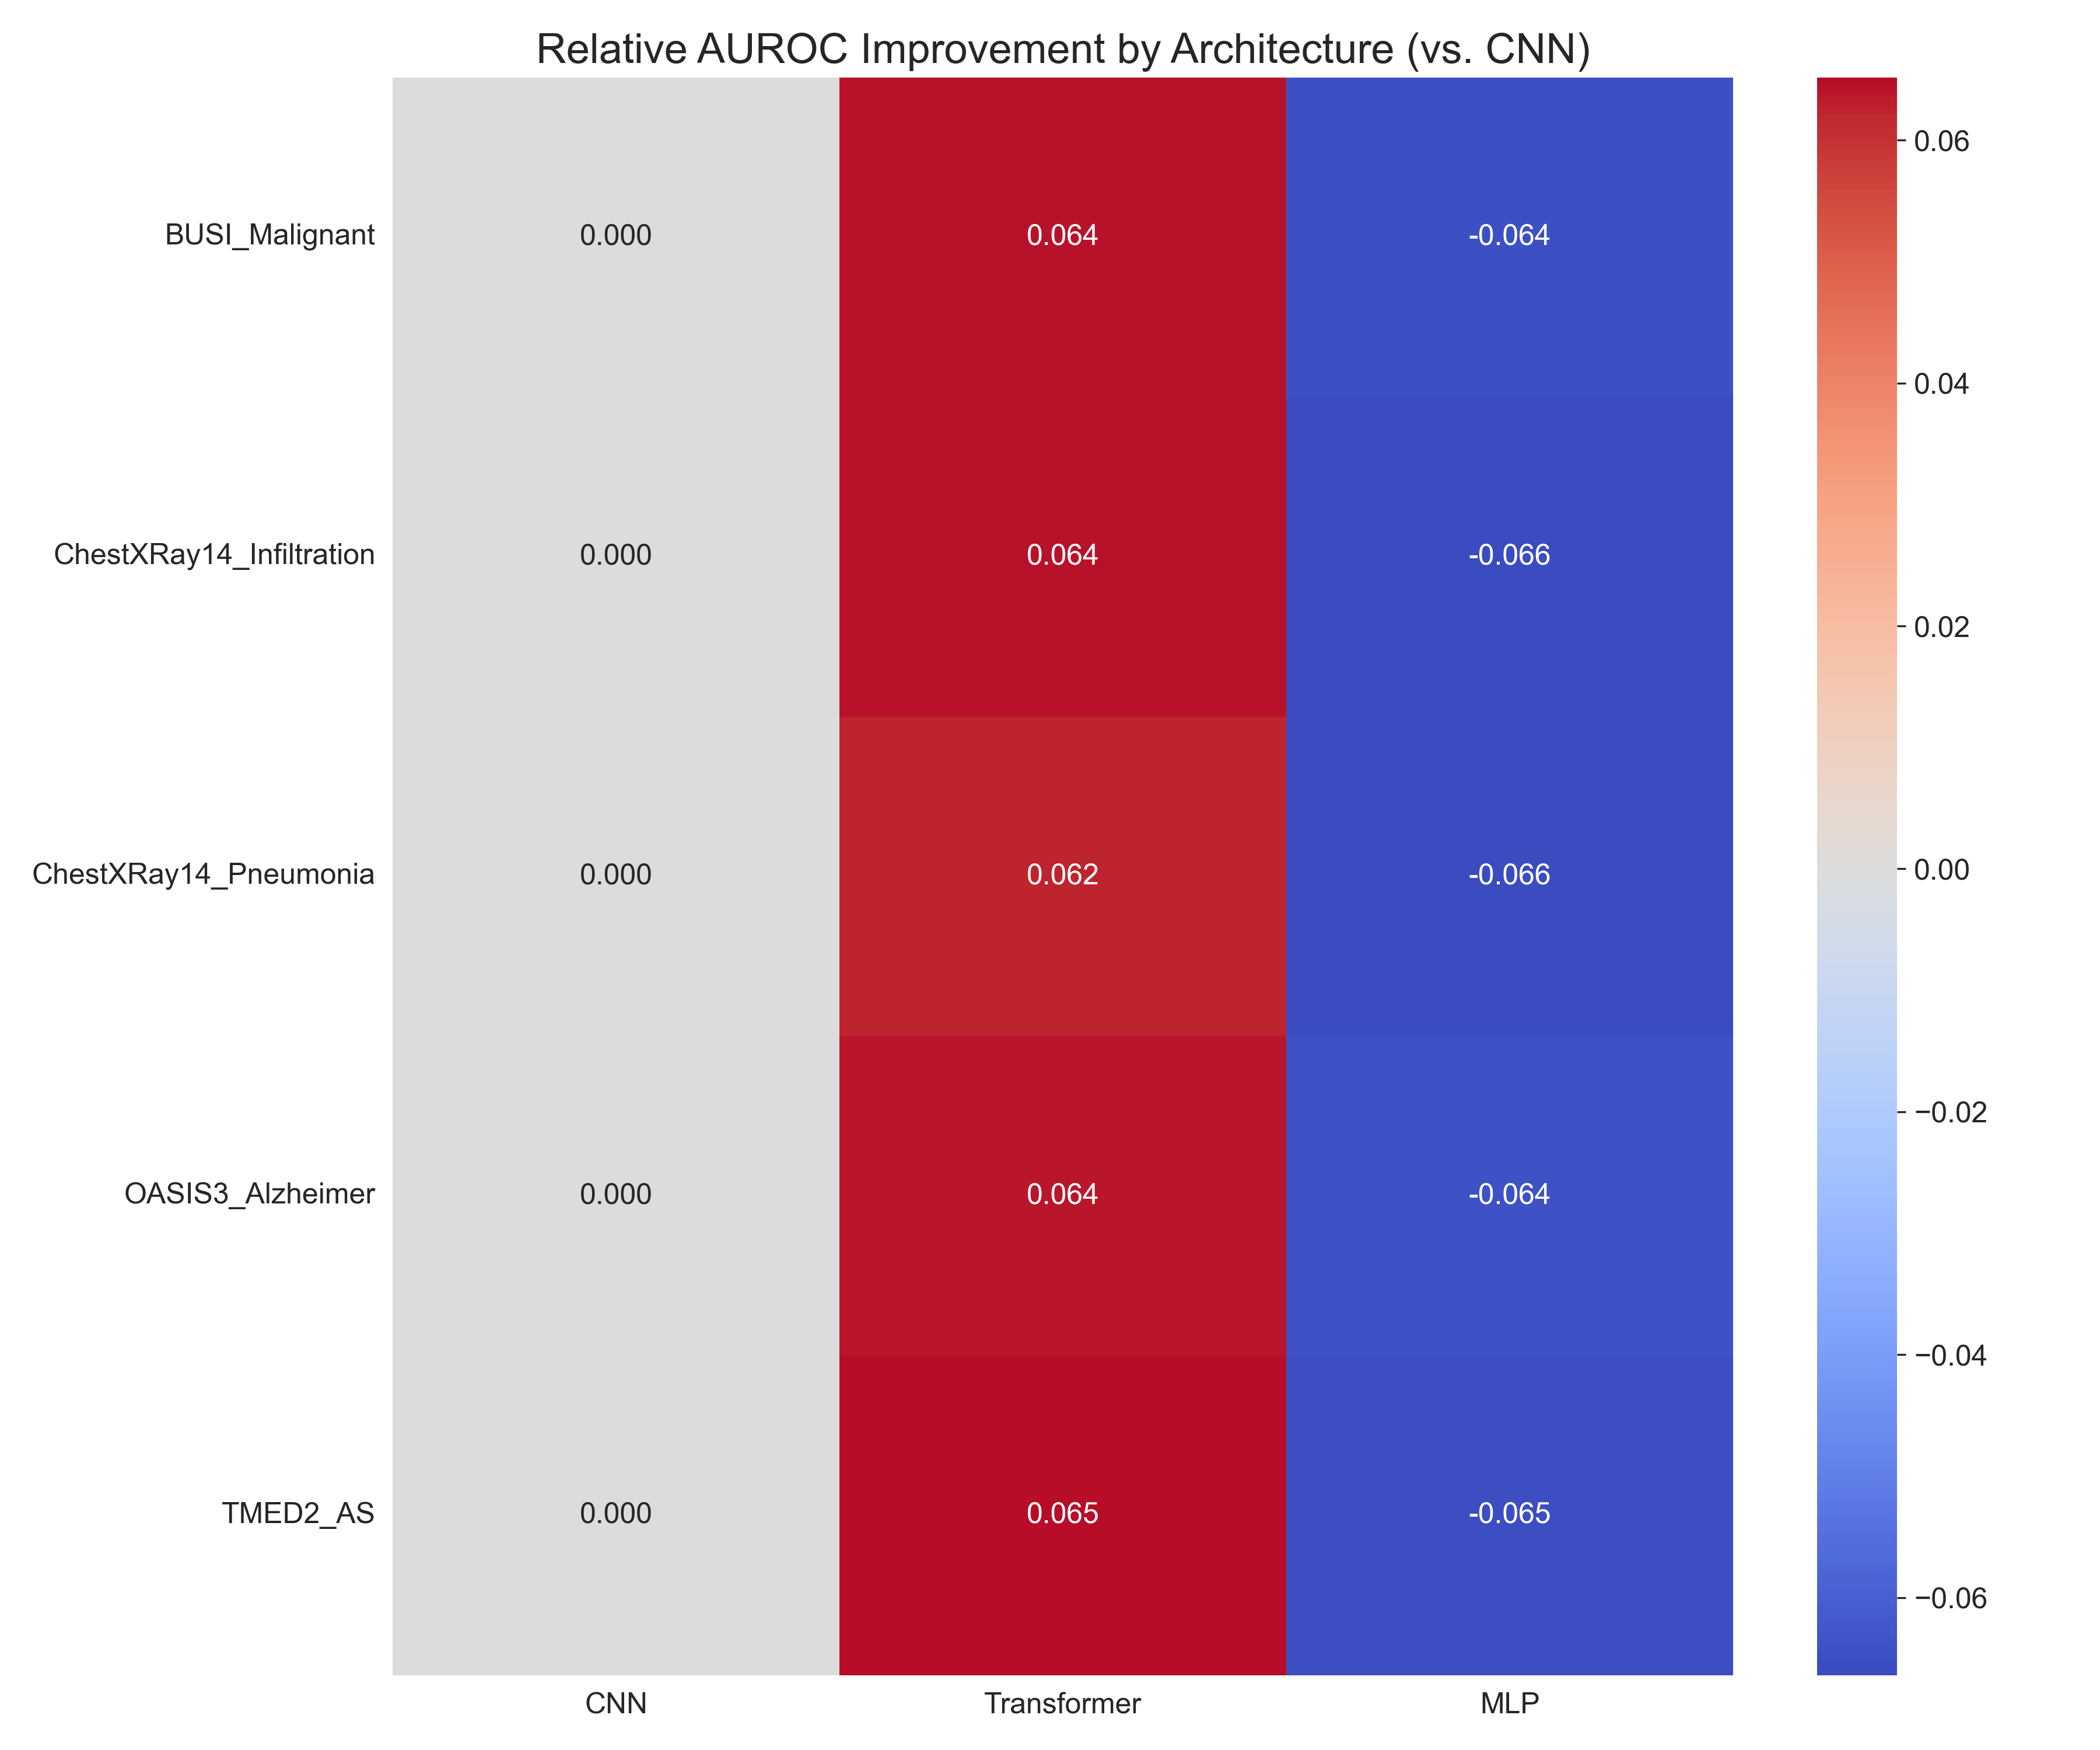 Relative AUROC Improvement by Architecture (vs. CNN)
BUSI_Malignant 0.000 0.064 -0.064
ChestXRay14_Infiltration 0.000 0.064 -0.066
ChestXRay14_Pneumonia 0.000 0.062 -0.066
OASIS3_Alzheimer 0.000 0.064 -0.064
TMED2_AS 0.000 0.065 -0.065
CNN Transformer MLP
0.06
0.04
0.02
0.00
−0.02
−0.04
−0.06